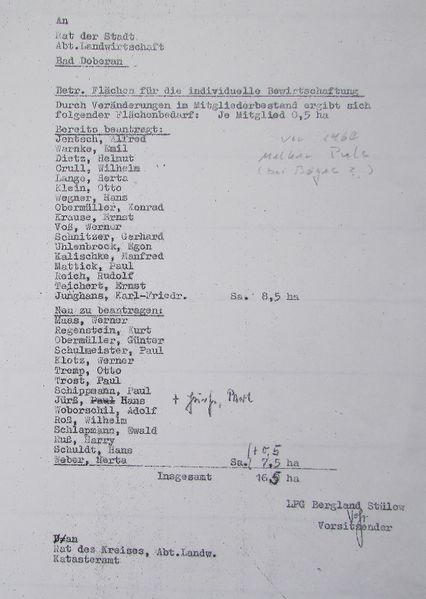 An
Rat der Stadt
Abt.Landwirtschaft
Bad Doberan
Betr. Flächen für die individuelle Bewirtschaftung
Durch Veränderungen im Mitgliederbestand ergibt sich
folgender Flächenbedarf: Je Mitglied 0,5 ha
Bereits beantragt:
Jentsch, Alfred
Warnke, Emil
Dietz, Helmut
Grull, Wilhelm
Lange, Herta
Klein, Otto
Wegner, Hans
Obermüller, Konrad
Krause, Ernst
Voß, Werner
Schnitzer, Gerhard
Uhlenbrock, Egon
Kalischke, Manfred
Mattick, Paul
Reich, Rudolf
Teichert, Ernst
Junghans, Karl-Friedr. Sa. 8,5 ha
Neu zu beantragen:
Maas, Werner
Regenstein, Kurt
Obermüller, Günter
Schulmeister, Paul
Klotz, Werner
Tromp, Otto
Trost, Paul
Schippmann, Paul
Jürß, Paul Hans +
Woborschil, Adolf
Roß, Wilhelm
Schlapmann, Ewald
Nuß, Harry
Schuldt, Hans + 0,5
Weber, Herta Sa. 7,5 ha
Insgesamt 16,5 ha
LPG Bergland Stülow
Vorsitzender
D/an
Rat des Kreises, Abt.Landw.
Katasteramt